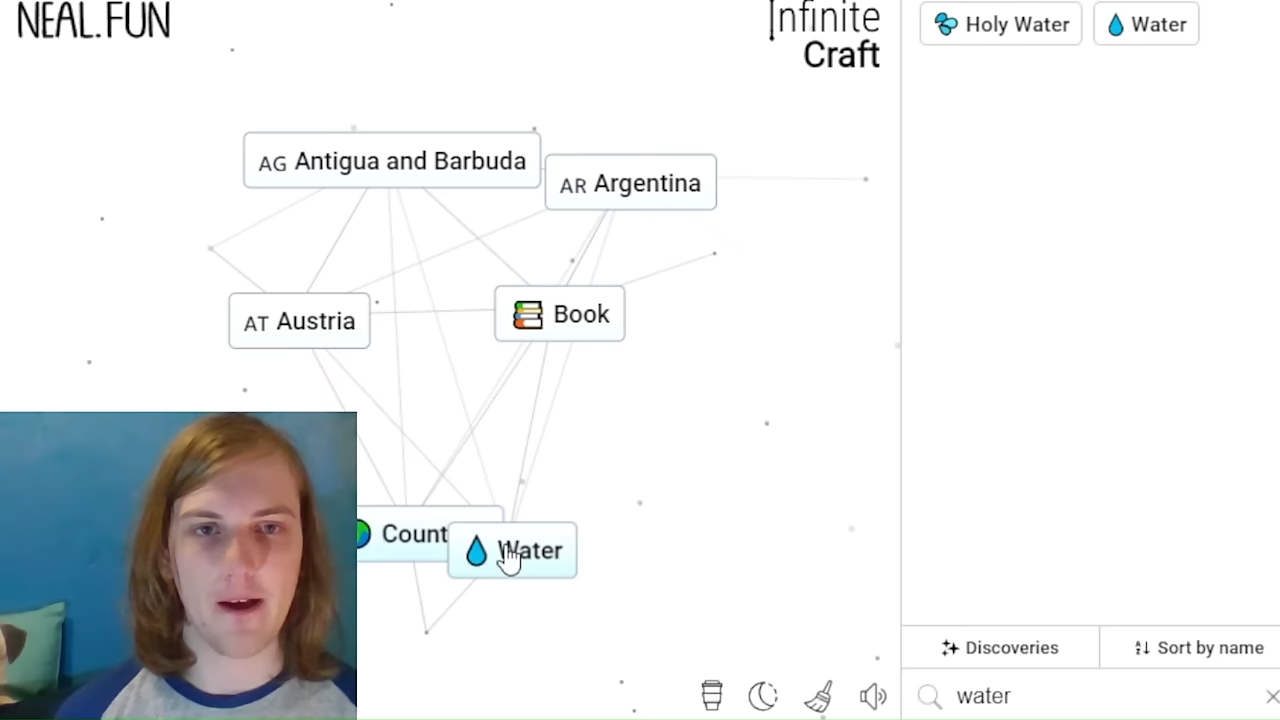 NEAL.FUN
Infinite
Craft
Holy Water
Water
AG Antigua and Barbuda
AR Argentina
AT Austria
Book
Count
Water
Discoveries
Sort by name
water